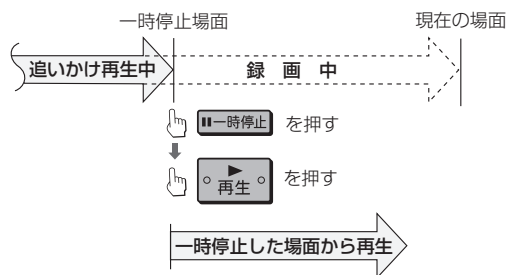 一時停止場面 現在の場面
追いかけ再生中 録画中
一時停止 を押す
再生 を押す
一時停止した場面から再生